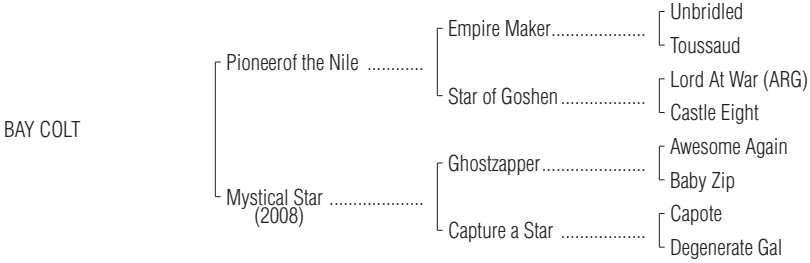 Unbridled
Empire Maker.....................
Toussaud
Pioneerof the Nile ............
Lord At War (ARG)
Star of Goshen...................
Castle Eight
BAY COLT
Awesome Again
Ghostzapper.......................
Baby Zip
Mystical Star ....................
(2008)
Capote
Capture a Star ...................
Degenerate Gal